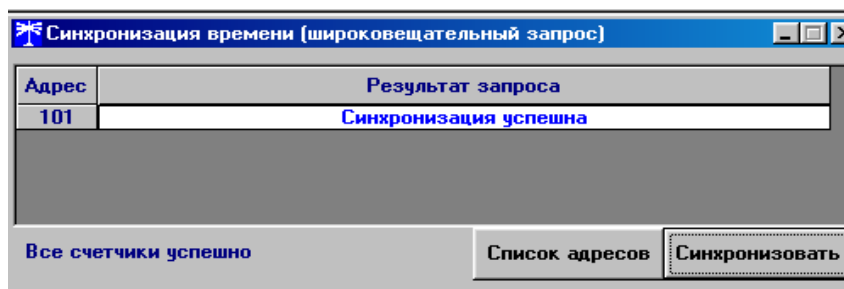 Синхронизация времени (широковещательный запрос)
Адрес Результат запроса
101 Синхронизация успешна
Все счетчики успешно Список адресов Синхронизовать